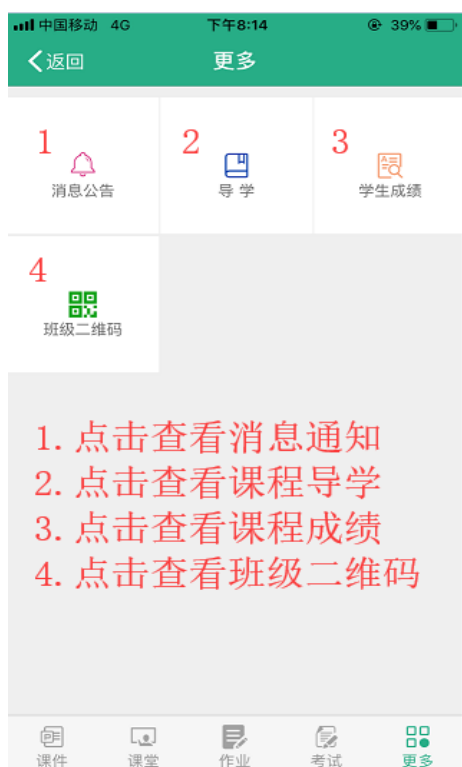 中国移动 4G 下午8:14 39%
返回 更多
1 2 3
消息公告 导学 学生成绩
4
班级二维码
1.点击查看消息通知
2.点击查看课程导学
3.点击查看课程成绩
4.点击查看班级二维码
课件 课堂 作业 考试 更多